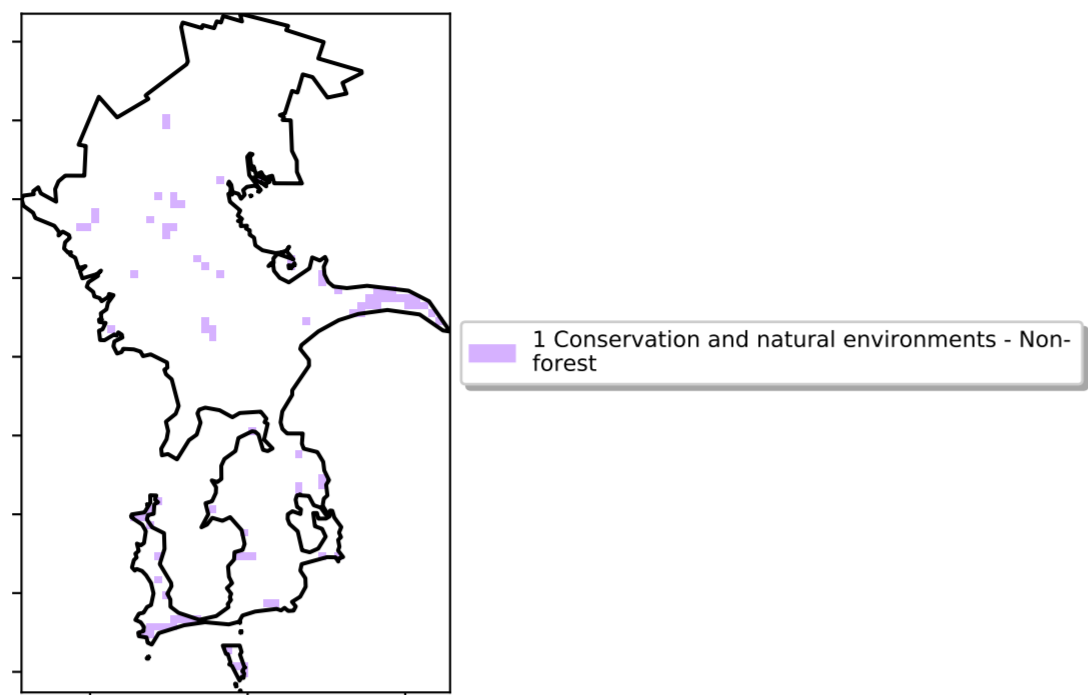 1 Conservation and natural environments - Non-
forest